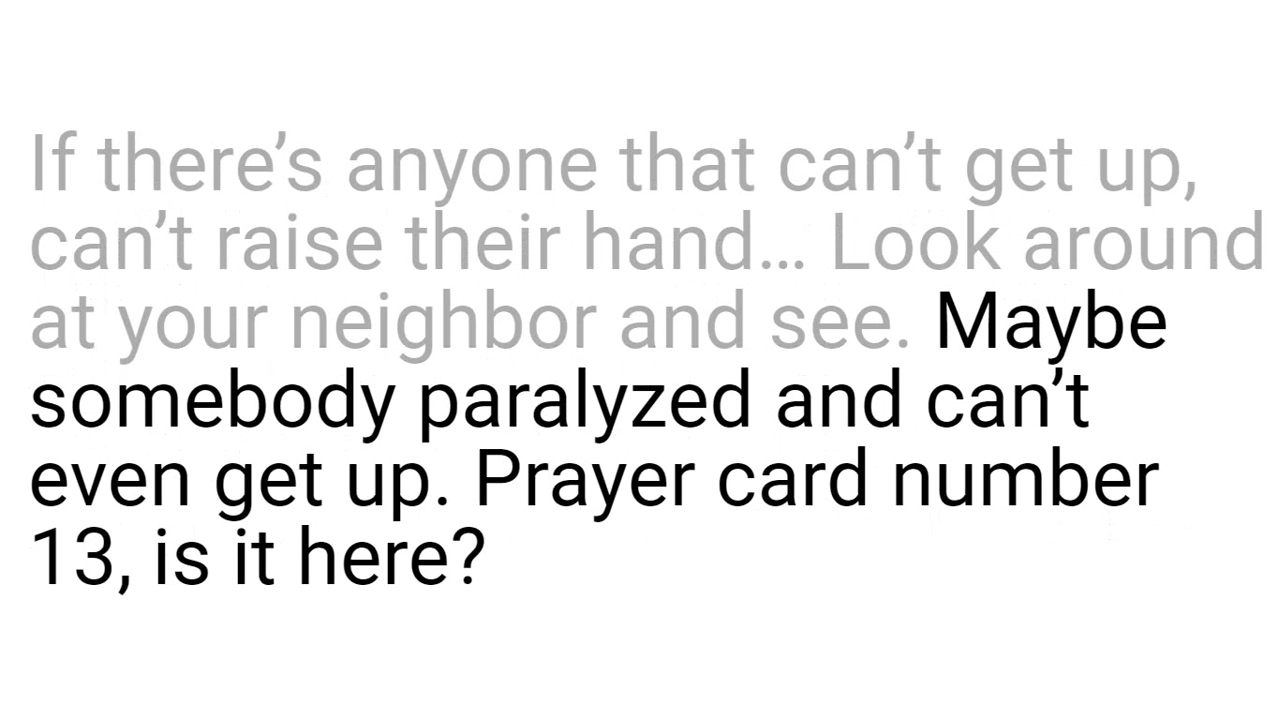 If there’s anyone that can’t get up,
can’t raise their hand… Look around
at your neighbor and see. Maybe
somebody paralyzed and can’t
even get up. Prayer card number
13, is it here?